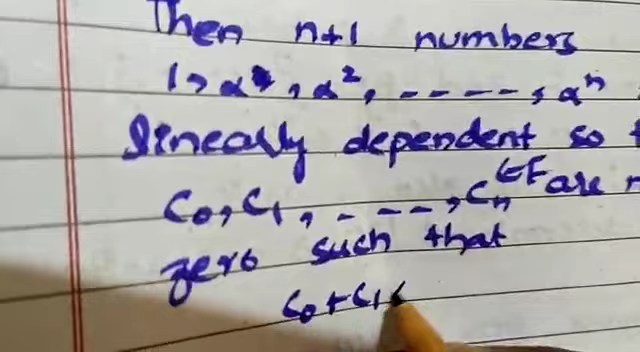 Then n+1 numbers
1, α, α², ----, αⁿ
linearly dependent so
c₀, c₁, ----, cₙ ∈ F are
zero such that
c₀ + c₁